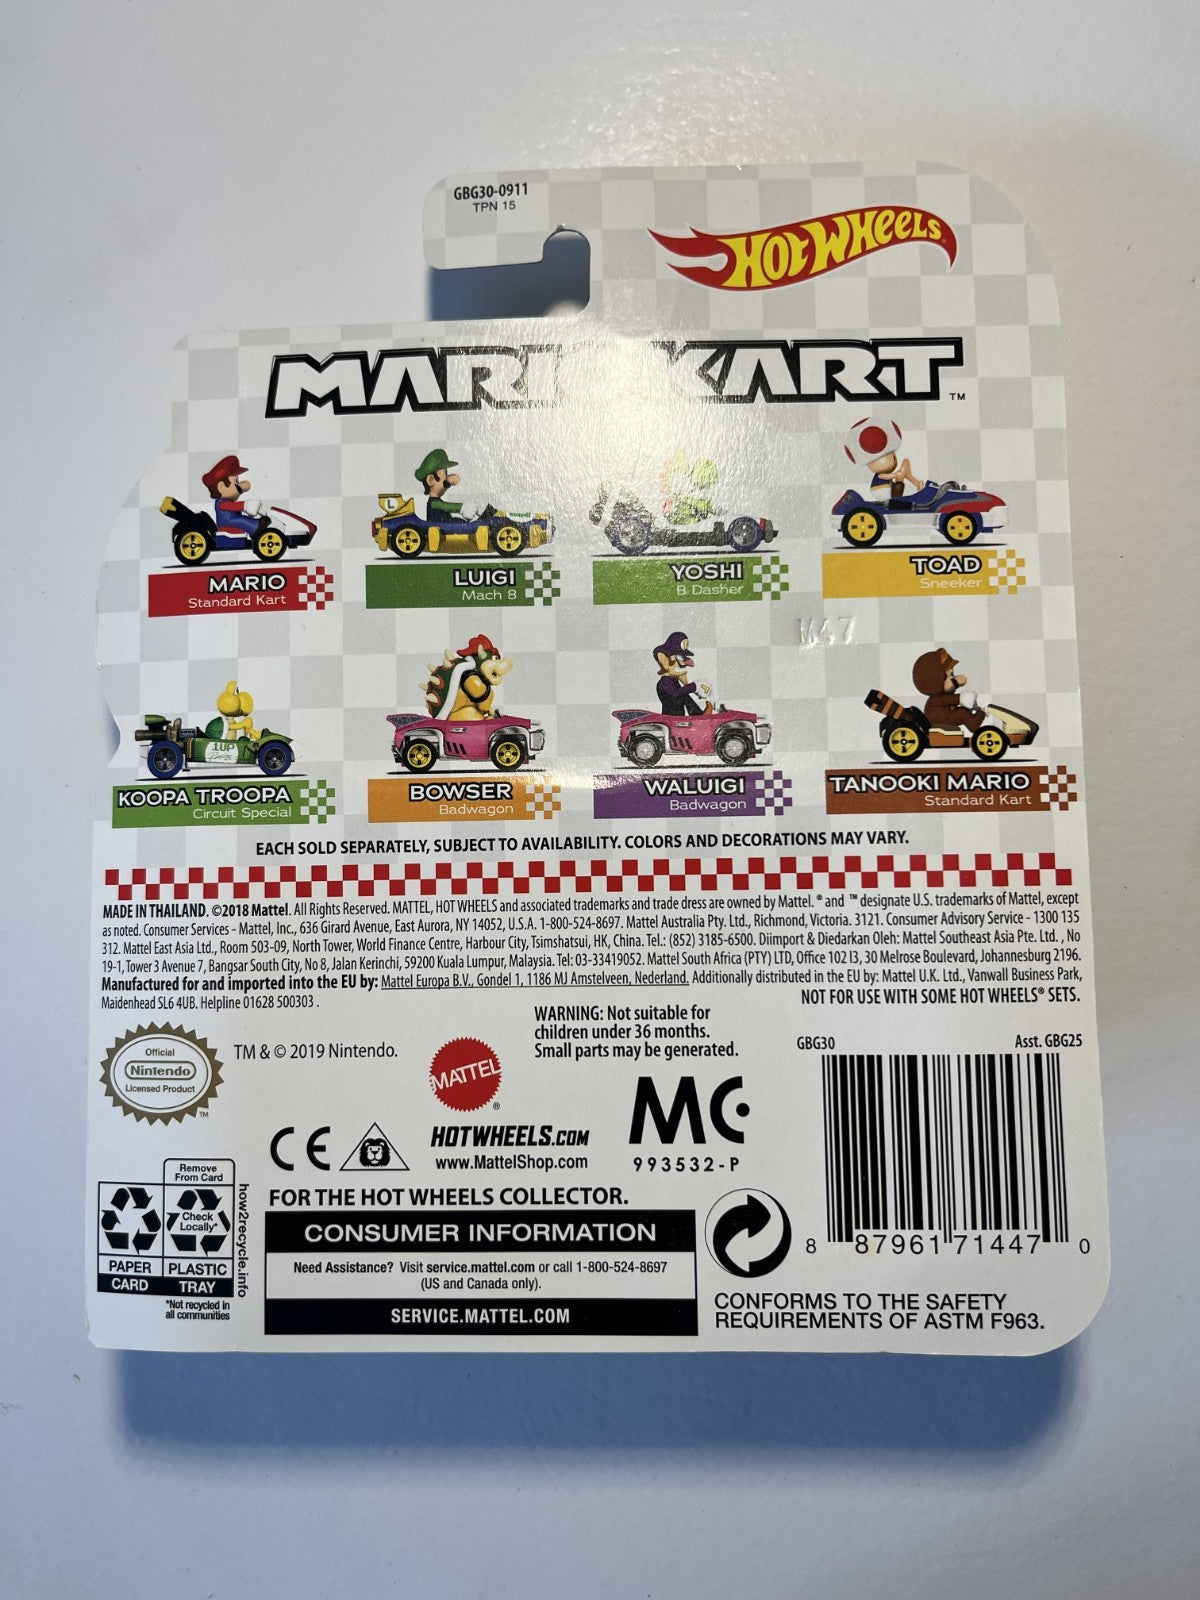 GBG30-0911
TPN 15
HOT WHEELS
MARIO KART™
L
MARIO
Standard Kart
LUIGI
Mach 8
YOSHI
B Dasher
TOAD
Sneeker
M47
1UP
KOOPA TROOPA
Circuit Special
BOWSER
Badwagon
WALUIGI
Badwagon
TANOOKI MARIO
Standard Kart
EACH SOLD SEPARATELY, SUBJECT TO AVAILABILITY. COLORS AND DECORATIONS MAY VARY.
MADE IN THAILAND. ©2018 Mattel. All Rights Reserved. MATTEL, HOT WHEELS and associated trademarks and trade dress are owned by Mattel. ® and ™ designate U.S. trademarks of Mattel, except
as noted. Consumer Services - Mattel, Inc., 636 Girard Avenue, East Aurora, NY 14052, U.S.A. 1-800-524-8697. Mattel Australia Pty. Ltd., Richmond, Victoria. 3121. Consumer Advisory Service - 1300 135
312. Mattel East Asia Ltd., Room 503-09, North Tower, World Finance Centre, Harbour City, Tsimshatsui, HK, China. Tel.: (852) 3185-6500. Diimport & Diedarkan Oleh: Mattel Southeast Asia Pte. Ltd. , No
19-1, Tower 3 Avenue 7, Bangsar South City, No 8, Jalan Kerinchi, 59200 Kuala Lumpur, Malaysia. Tel: 03-33419052. Mattel South Africa (PTY) LTD, Office 102 I3, 30 Melrose Boulevard, Johannesburg 2196.
Manufactured for and imported into the EU by: Mattel Europa B.V., Gondel 1, 1186 MJ Amstelveen, Nederland. Additionally distributed in the EU by: Mattel U.K. Ltd., Vanwall Business Park,
Maidenhead SL6 4UB. Helpline 01628 500303 .
NOT FOR USE WITH SOME HOT WHEELS® SETS.
WARNING: Not suitable for
children under 36 months.
Small parts may be generated.
GBG30
Asst. GBG25
Official
Nintendo
Licensed Product
TM
TM & © 2019 Nintendo.
MATTEL
®
CE
HOTWHEELS.COM
www.MattelShop.com
MC
993532-P
Remove
From Card
Check
Locally*
PAPER
CARD
PLASTIC
TRAY
how2recycle.info
*Not recycled in
all communities
FOR THE HOT WHEELS COLLECTOR.
CONSUMER INFORMATION
Need Assistance? Visit service.mattel.com or call 1-800-524-8697
(US and Canada only).
SERVICE.MATTEL.COM
8 87961 71447 0
CONFORMS TO THE SAFETY
REQUIREMENTS OF ASTM F963.